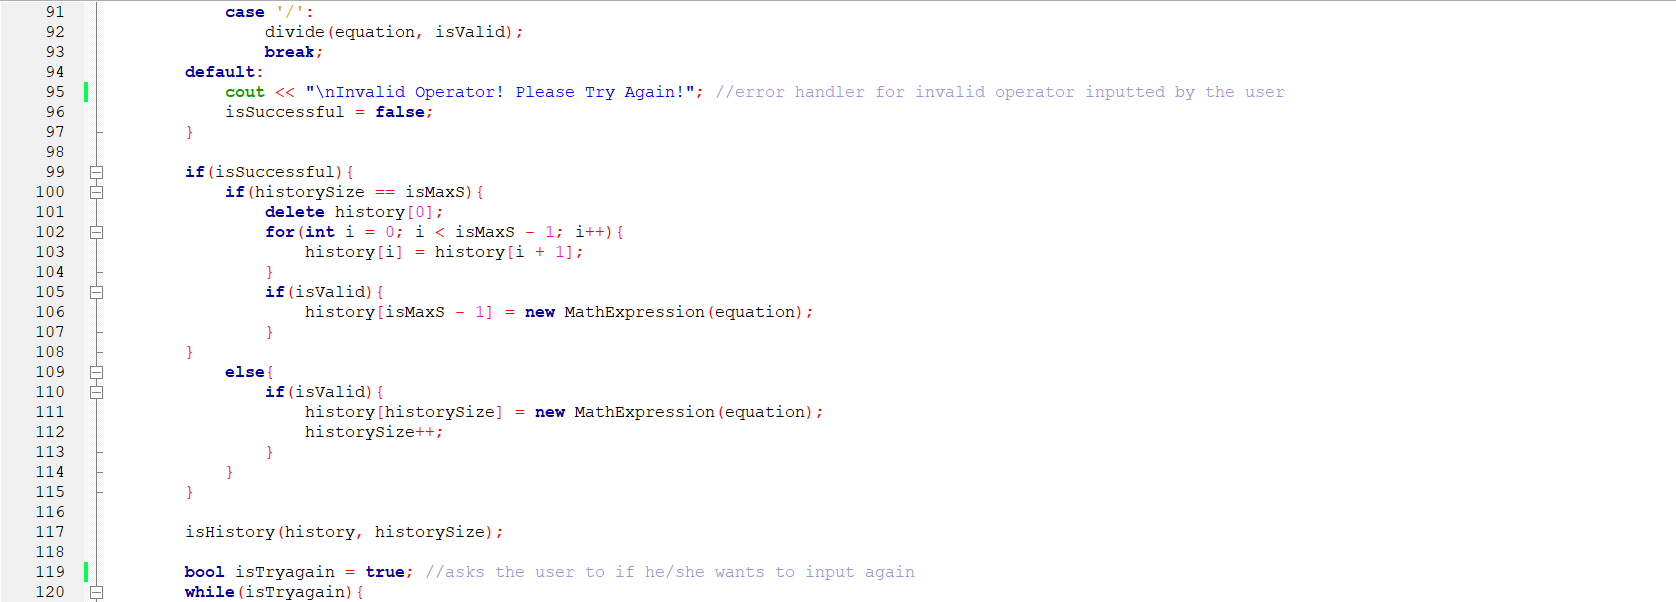 91 case '/':
92 divide(equation, isValid);
93 break;
94 default:
95 cout << "\nInvalid Operator! Please Try Again!"; //error handler for invalid operator inputted by the user
96 isSuccessful = false;
97 }
98
99 if(isSuccessful){
100 if(historySize == isMaxS){
101 delete history[0];
102 for(int i = 0; i < isMaxS - 1; i++){
103 history[i] = history[i + 1];
104 }
105 if(isValid){
106 history[isMaxS - 1] = new MathExpression(equation);
107 }
108 }
109 else{
110 if(isValid){
111 history[historySize] = new MathExpression(equation);
112 historySize++;
113 }
114 }
115 }
116
117 isHistory(history, historySize);
118
119 bool isTryagain = true; //asks the user to if he/she wants to input again
120 while(isTryagain){